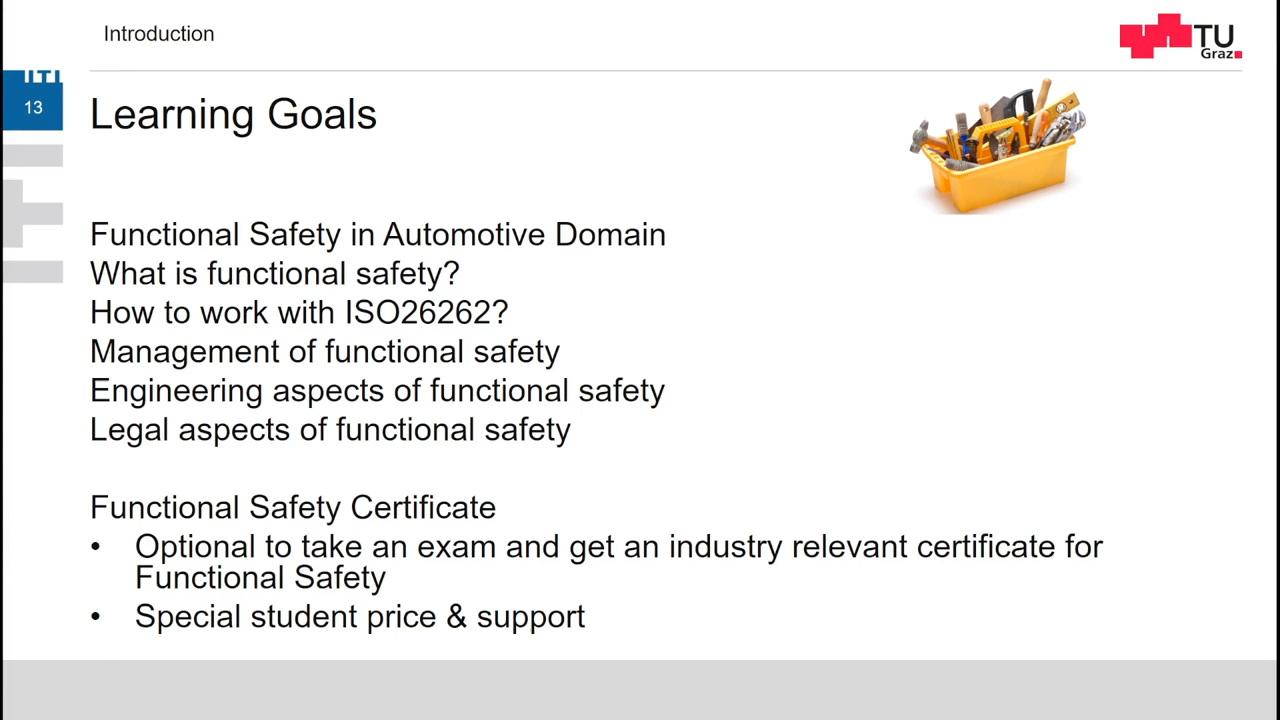 Introduction
TU
Graz
13
Learning Goals
Functional Safety in Automotive Domain
What is functional safety?
How to work with ISO26262?
Management of functional safety
Engineering aspects of functional safety
Legal aspects of functional safety
Functional Safety Certificate
• Optional to take an exam and get an industry relevant certificate for
Functional Safety
• Special student price & support